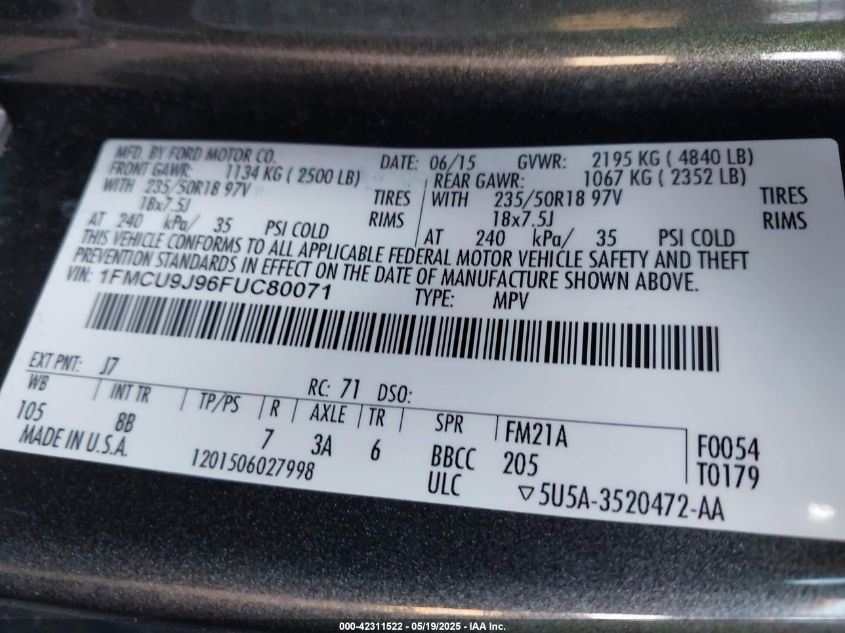 MFD. BY FORD MOTOR CO. DATE: 06/15 GVWR: 2195 KG ( 4840 LB)
FRONT GAWR: 1134 KG ( 2500 LB) REAR GAWR: 1067 KG ( 2352 LB)
WITH 235/50R18 97V TIRES WITH 235/50R18 97V TIRES
18x7.5J RIMS 18x7.5J RIMS
AT 240 kPa/ 35 PSI COLD AT 240 kPa/ 35 PSI COLD
THIS VEHICLE CONFORMS TO ALL APPLICABLE FEDERAL MOTOR VEHICLE SAFETY AND THEFT
PREVENTION STANDARDS IN EFFECT ON THE DATE OF MANUFACTURE SHOWN ABOVE.
VIN: 1FMCU9J96FUC80071 TYPE: MPV
EXT PNT: J7 RC: 71 DSO:
WB INT TR TP/PS R AXLE TR SPR FM21A F0054
105 8B 7 3A 6 BBCC 205 T0179
MADE IN U.S.A. 1201506027998 ULC ▽5U5A-3520472-AA
000-42311522 - 05/19/2025 - IAA Inc.